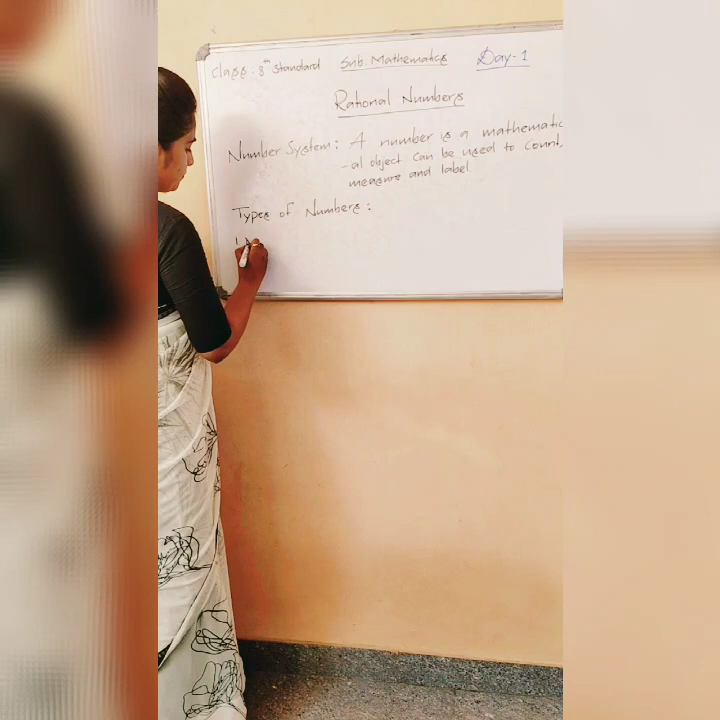 Class - 8th Standard Sub. Mathematics Day-1
Rational Numbers
Number System: A number is a mathematic
- al object can be used to count,
measure and label
Types of Numbers:
1.